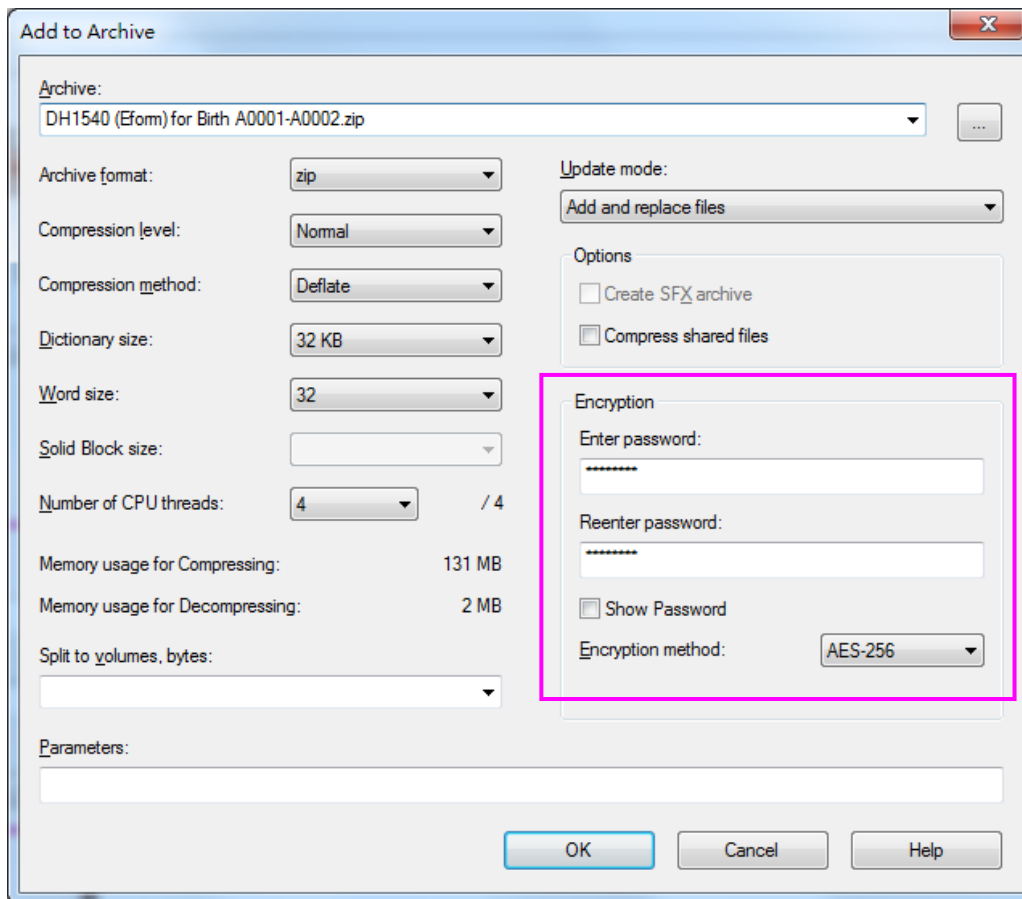 Add to Archive
Archive:
DH1540 (Eform) for Birth A0001-A0002.zip
...
Archive format:
zip
Compression level:
Normal
Compression method:
Deflate
Dictionary size:
32 KB
Word size:
32
Solid Block size:
Number of CPU threads:
4
/ 4
Memory usage for Compressing:
131 MB
Memory usage for Decompressing:
2 MB
Split to volumes, bytes:
Update mode:
Add and replace files
Options
Create SFX archive
Compress shared files
Encryption
Enter password:
********
Reenter password:
********
Show Password
Encryption method:
AES-256
Parameters:
OK
Cancel
Help